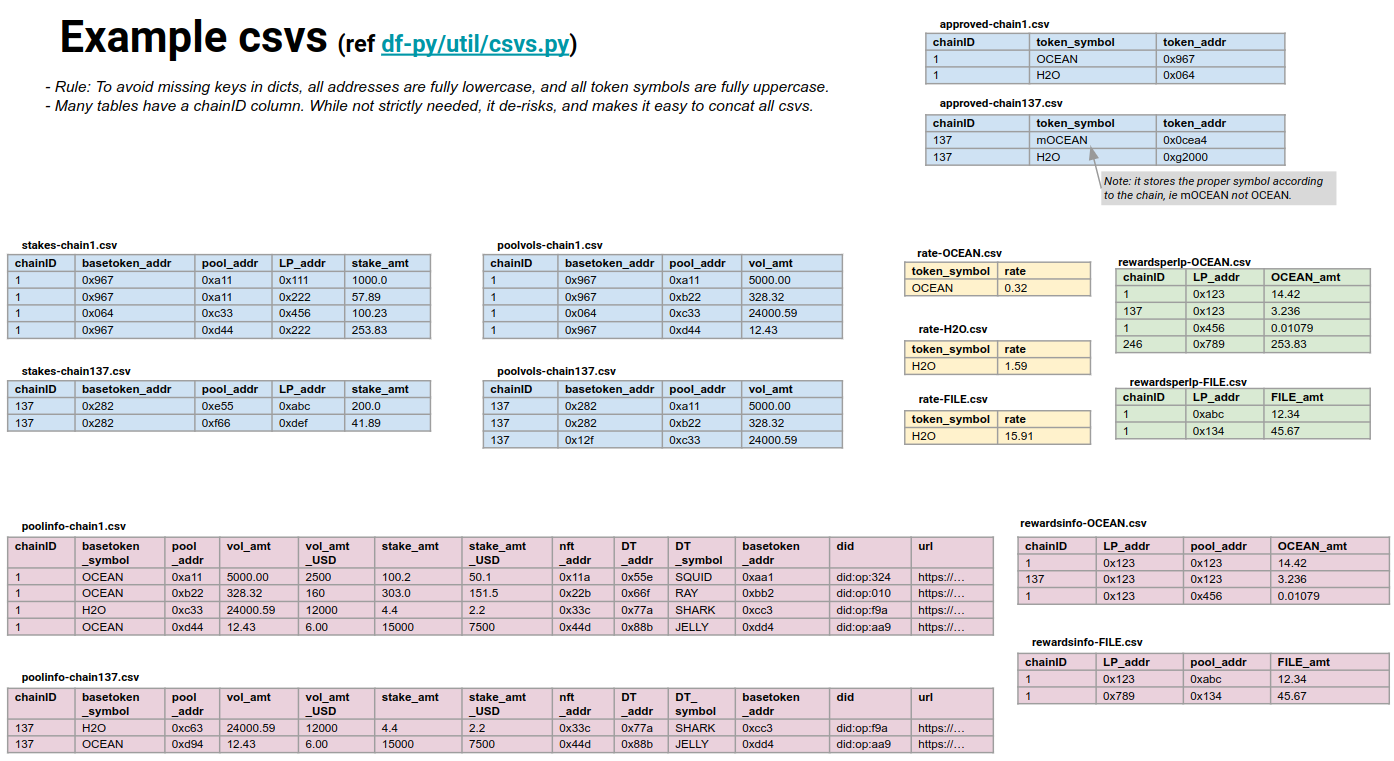 Example csvs (ref df-py/util/csvs.py)
- Rule: To avoid missing keys in dicts, all addresses are fully lowercase, and all token symbols are fully uppercase.
- Many tables have a chainID column. While not strictly needed, it de-risks, and makes it easy to concat all csvs.
approved-chain1.csv
chainID token_symbol token_addr
1 OCEAN 0x967
1 H2O 0x064
approved-chain137.csv
chainID token_symbol token_addr
137 mOCEAN 0x0cea4
137 H2O 0xg2000
Note: it stores the proper symbol according
to the chain, ie mOCEAN not OCEAN.
stakes-chain1.csv
chainID basetoken_addr pool_addr LP_addr stake_amt
1 0x967 0xa11 0x111 1000.0
1 0x967 0xa11 0x222 57.89
1 0x064 0xc33 0x456 100.23
1 0x967 0xd44 0x222 253.83
stakes-chain137.csv
chainID basetoken_addr pool_addr LP_addr stake_amt
137 0x282 0xe55 0xabc 200.0
137 0x282 0xf66 0xdef 41.89
poolvols-chain1.csv
chainID basetoken_addr pool_addr vol_amt
1 0x967 0xa11 5000.00
1 0x967 0xb22 328.32
1 0x064 0xc33 24000.59
1 0x967 0xd44 12.43
poolvols-chain137.csv
chainID basetoken_addr pool_addr vol_amt
137 0x282 0xa11 5000.00
137 0x282 0xb22 328.32
137 0x12f 0xc33 24000.59
rate-OCEAN.csv
token_symbol rate
OCEAN 0.32
rate-H2O.csv
token_symbol rate
H2O 1.59
rate-FILE.csv
token_symbol rate
H2O 15.91
rewardsperlp-OCEAN.csv
chainID LP_addr OCEAN_amt
1 0x123 14.42
137 0x123 3.236
1 0x456 0.01079
246 0x789 253.83
rewardsperlp-FILE.csv
chainID LP_addr FILE_amt
1 0xabc 12.34
1 0x134 45.67
poolinfo-chain1.csv
chainID basetoken pool vol_amt vol_amt stake_amt stake_amt nft DT DT basetoken did url
_symbol _addr _USD _USD _addr _addr _symbol _addr
1 OCEAN 0xa11 5000.00 2500 100.2 50.1 0x11a 0x55e SQUID 0xaa1 did:op:324 https://…
1 OCEAN 0xb22 328.32 160 303.0 151.5 0x22b 0x66f RAY 0xbb2 did:op:010 https://…
1 H2O 0xc33 24000.59 12000 4.4 2.2 0x33c 0x77a SHARK 0xcc3 did:op:f9a https://…
1 OCEAN 0xd44 12.43 6.00 15000 7500 0x44d 0x88b JELLY 0xdd4 did:op:aa9 https://…
poolinfo-chain137.csv
chainID basetoken pool vol_amt vol_amt stake_amt stake_amt nft DT DT_ basetoken did url
_symbol _addr _USD _USD _addr _addr symbol _addr
137 H2O 0xc63 24000.59 12000 4.4 2.2 0x33c 0x77a SHARK 0xcc3 did:op:f9a https://…
137 OCEAN 0xd94 12.43 6.00 15000 7500 0x44d 0x88b JELLY 0xdd4 did:op:aa9 https://…
rewardsinfo-OCEAN.csv
chainID LP_addr pool_addr OCEAN_amt
1 0x123 0x123 14.42
137 0x123 0x123 3.236
1 0x123 0x456 0.01079
rewardsinfo-FILE.csv
chainID LP_addr pool_addr FILE_amt
1 0x123 0xabc 12.34
1 0x789 0x134 45.67